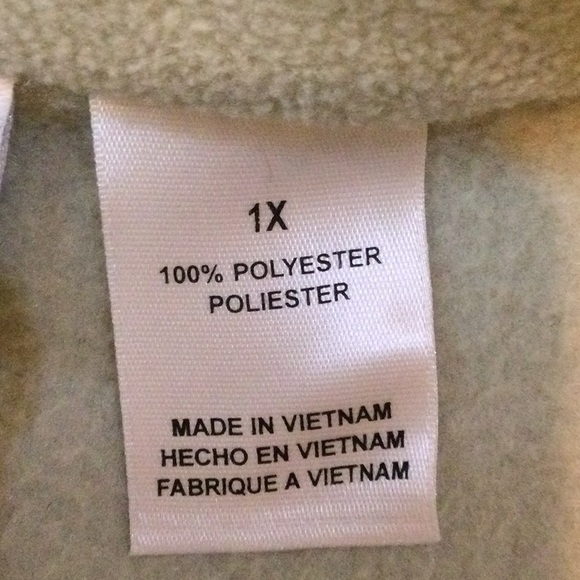 1X
100% POLYESTER
POLIESTER
MADE IN VIETNAM
HECHO EN VIETNAM
FABRIQUE A VIETNAM